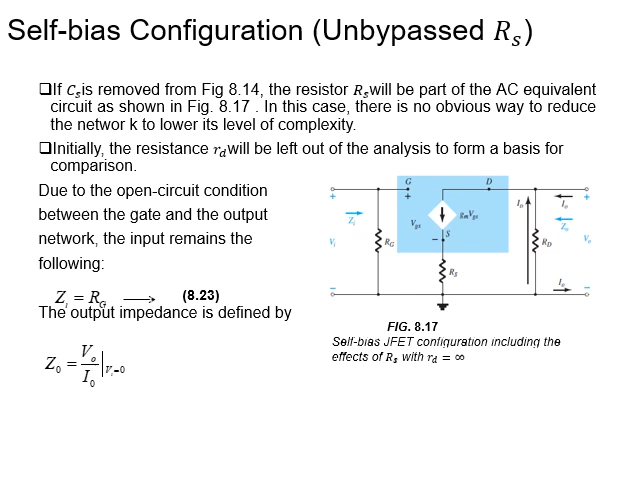 Self-bias Configuration (Unbypassed R_s)
❑If C_s is removed from Fig 8.14, the resistor R_s will be part of the AC equivalent
circuit as shown in Fig. 8.17 . In this case, there is no obvious way to reduce
the networ k to lower its level of complexity.
❑Initially, the resistance r_d will be left out of the analysis to form a basis for
comparison.
Due to the open-circuit condition
between the gate and the output
network, the input remains the
following:
Z_i = R_G ⟶ (8.23)
The output impedance is defined by
Z_0 = V_o / I_0 |V_i=0
G D
+ + + 
I_D I_o
Z_i V_gs g_mV_gs Z_o
V_i R_G − S R_D V_o
R_S
− I_o −
FIG. 8.17
Self-bias JFET configuration including the
effects of R_s with r_d = ∞